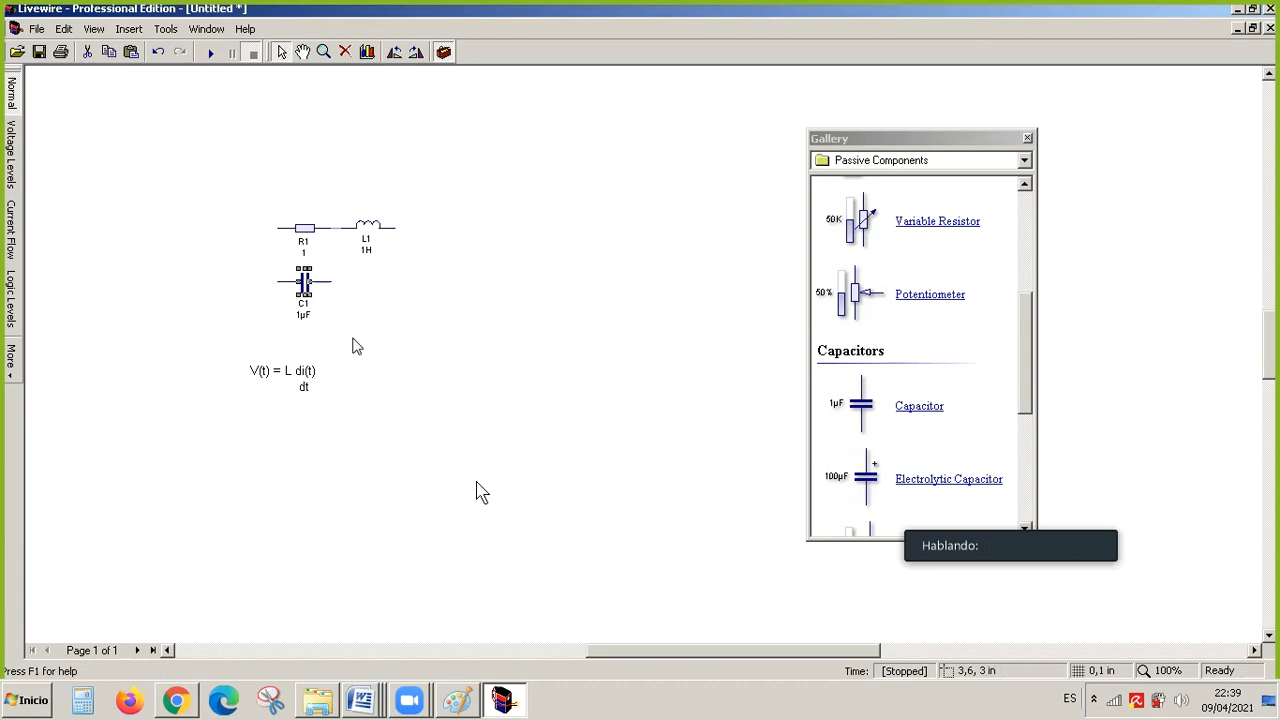 Livewire - Professional Edition - [Untitled *]
File Edit View Insert Tools Window Help
Normal
Voltage Levels
Current Flow
Logic Levels
More
R1
1
L1
1H
C1
1µF
V(t) = L di(t)
dt
Gallery
Passive Components
50K
Variable Resistor
50%
Potentiometer
Capacitors
1µF
Capacitor
100µF
+
Electrolytic Capacitor
Hablando:
Page 1 of 1
Press F1 for help
Time: [Stopped] 3,6, 3 in 0,1 in 100% Ready
Inicio
ES
22:39
09/04/2021